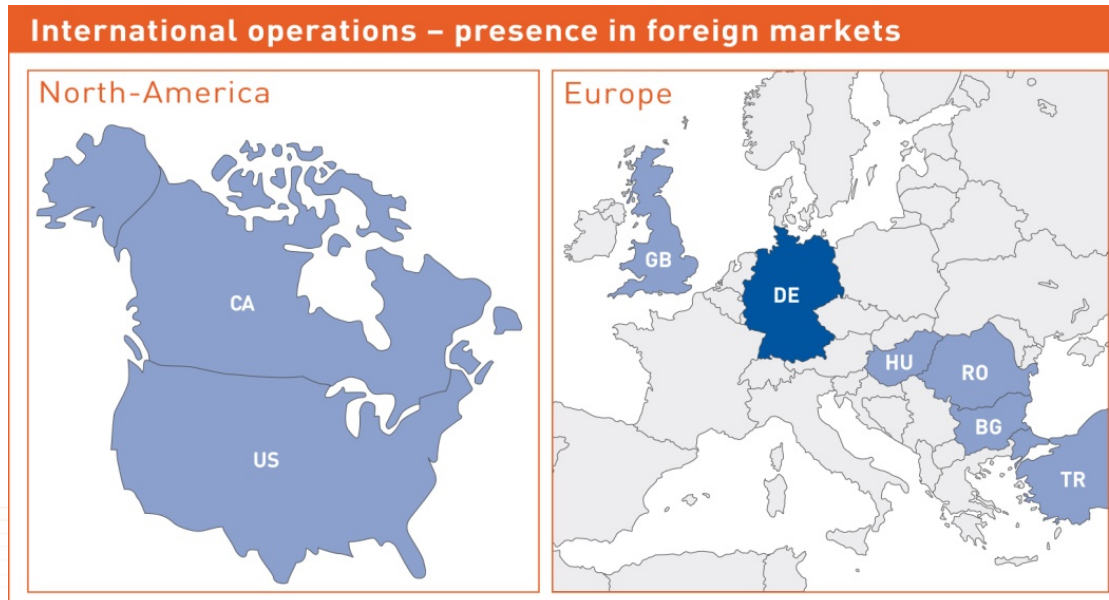 International operations – presence in foreign markets
North-America
Europe
CA
US
GB
DE
HU
RO
BG
TR